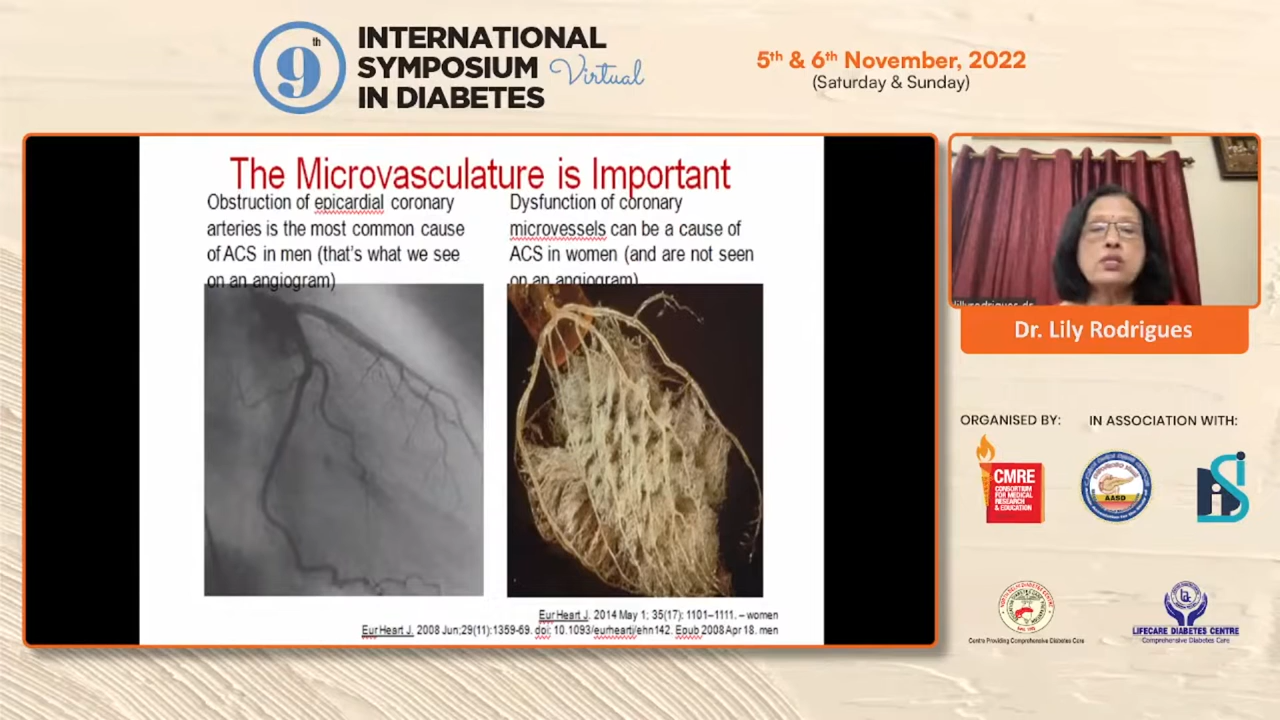 9th
INTERNATIONAL
SYMPOSIUM Virtual
IN DIABETES
5th & 6th November, 2022
(Saturday & Sunday)
The Microvasculature is Important
Obstruction of epicardial coronary
arteries is the most common cause
of ACS in men (that's what we see
on an angiogram)
Dysfunction of coronary
microvessels can be a cause of
ACS in women (and are not seen
on an angiogram)
Eur Heart J. 2014 May 1; 35(17): 1101–1111. – women
Eur Heart J. 2008 Jun;29(11):1359-69. doi: 10.1093/eurheartj/ehn142. Epub 2008 Apr 18. men
lillyrodrigues dr
Dr. Lily Rodrigues
ORGANISED BY:
IN ASSOCIATION WITH:
CMRE
CONSORTIUM
FOR MEDICAL
RESEARCH
& EDUCATION
AASD
Centre Providing Comprehensive Diabetes Care
LIFECARE DIABETES CENTRE
Comprehensive Diabetes Care